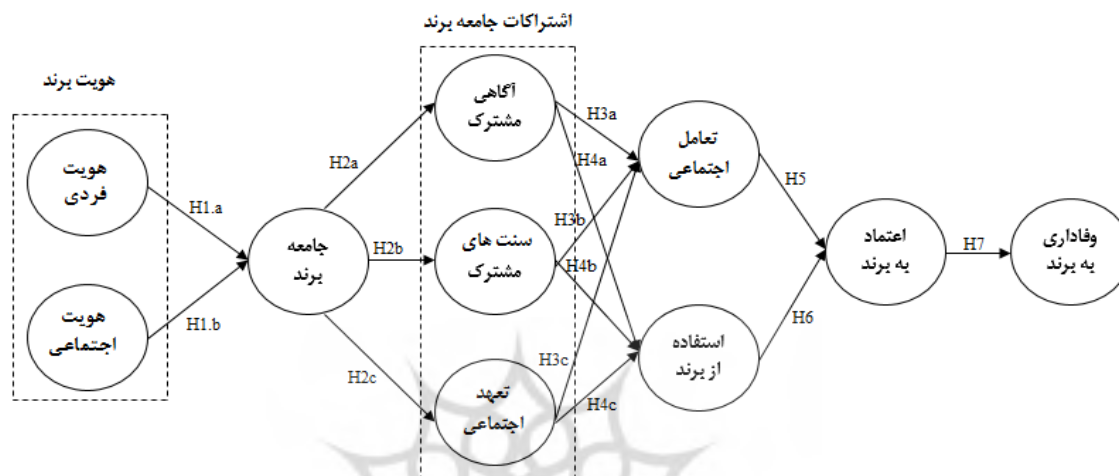 اشتراکات جامعه برند
هویت برند
هویت
فردی
هویت
اجتماعی
H1.a
H1.b
جامعه
برند
H2a
H2b
H2c
آگاهی
مشترک
سنت های
مشترک
تعهد
اجتماعی
H3a
H4a
H3b
H4b
H3c
H4c
تعامل
اجتماعی
استفاده
از برند
H5
H6
اعتماد
به برند
H7
وفاداری
به برند